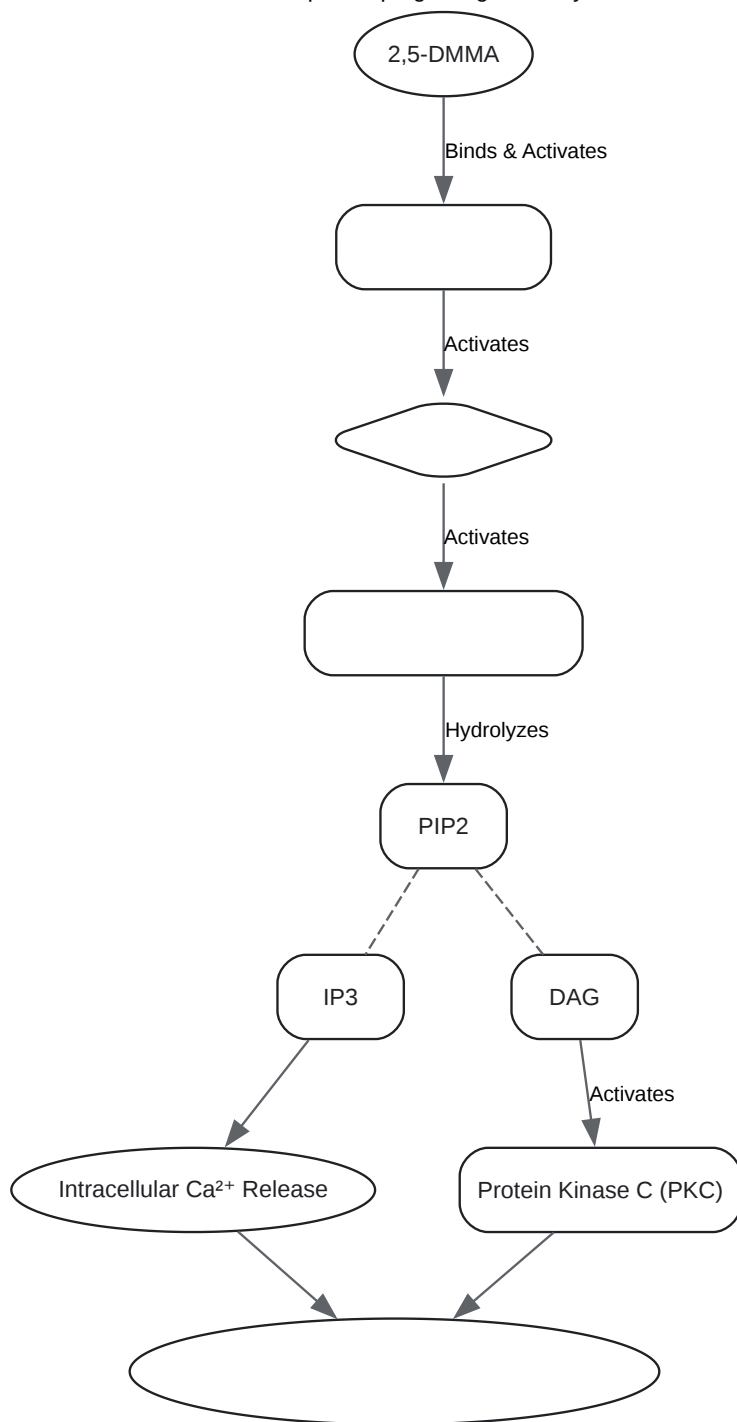 2,5-DMMA
Binds & Activates
Activates
Activates
Hydrolyzes
PIP2
IP3
DAG
Activates
Intracellular Ca²⁺ Release
Protein Kinase C (PKC)